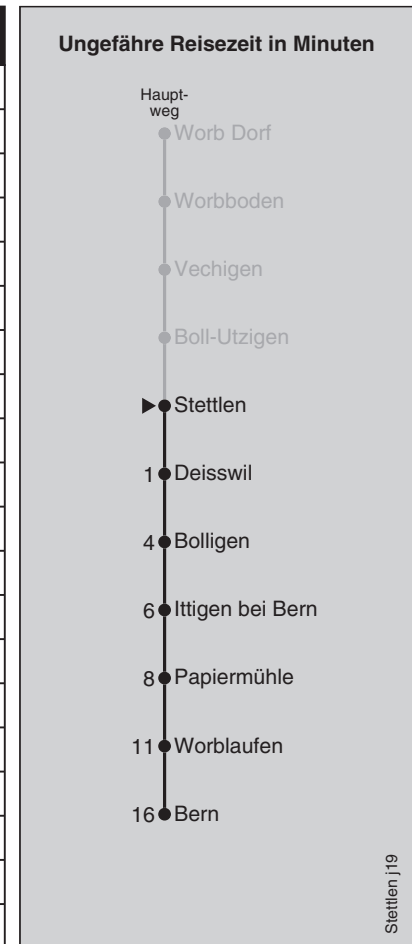 Ungefähre Reisezeit in Minuten
Haupt-
weg
Worb Dorf
Worbboden
Vechigen
Boll-Utzigen
Stettlen
1 Deisswil
4 Bolligen
6 Ittigen bei Bern
8 Papiermühle
11 Worblaufen
16 Bern
Stettlen j19